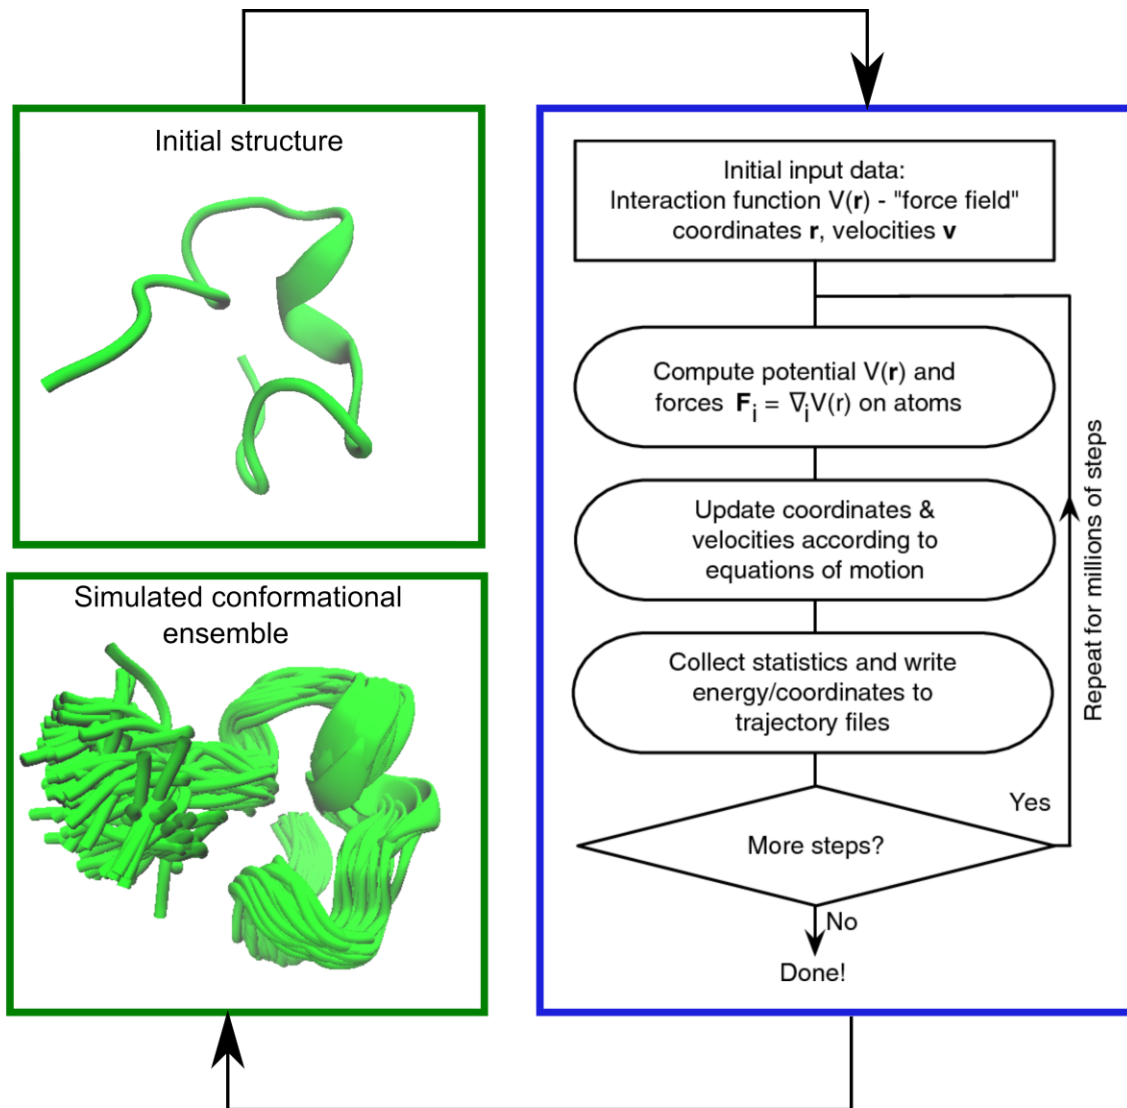 Initial structure
Simulated conformational
ensemble
Initial input data:
Interaction function V(r) - "force field"
coordinates r, velocities v
Compute potential V(r) and
forces F_i = ∇_i V(r) on atoms
Update coordinates &
velocities according to
equations of motion
Collect statistics and write
energy/coordinates to
trajectory files
More steps?
Yes
No
Done!
Repeat for millions of steps